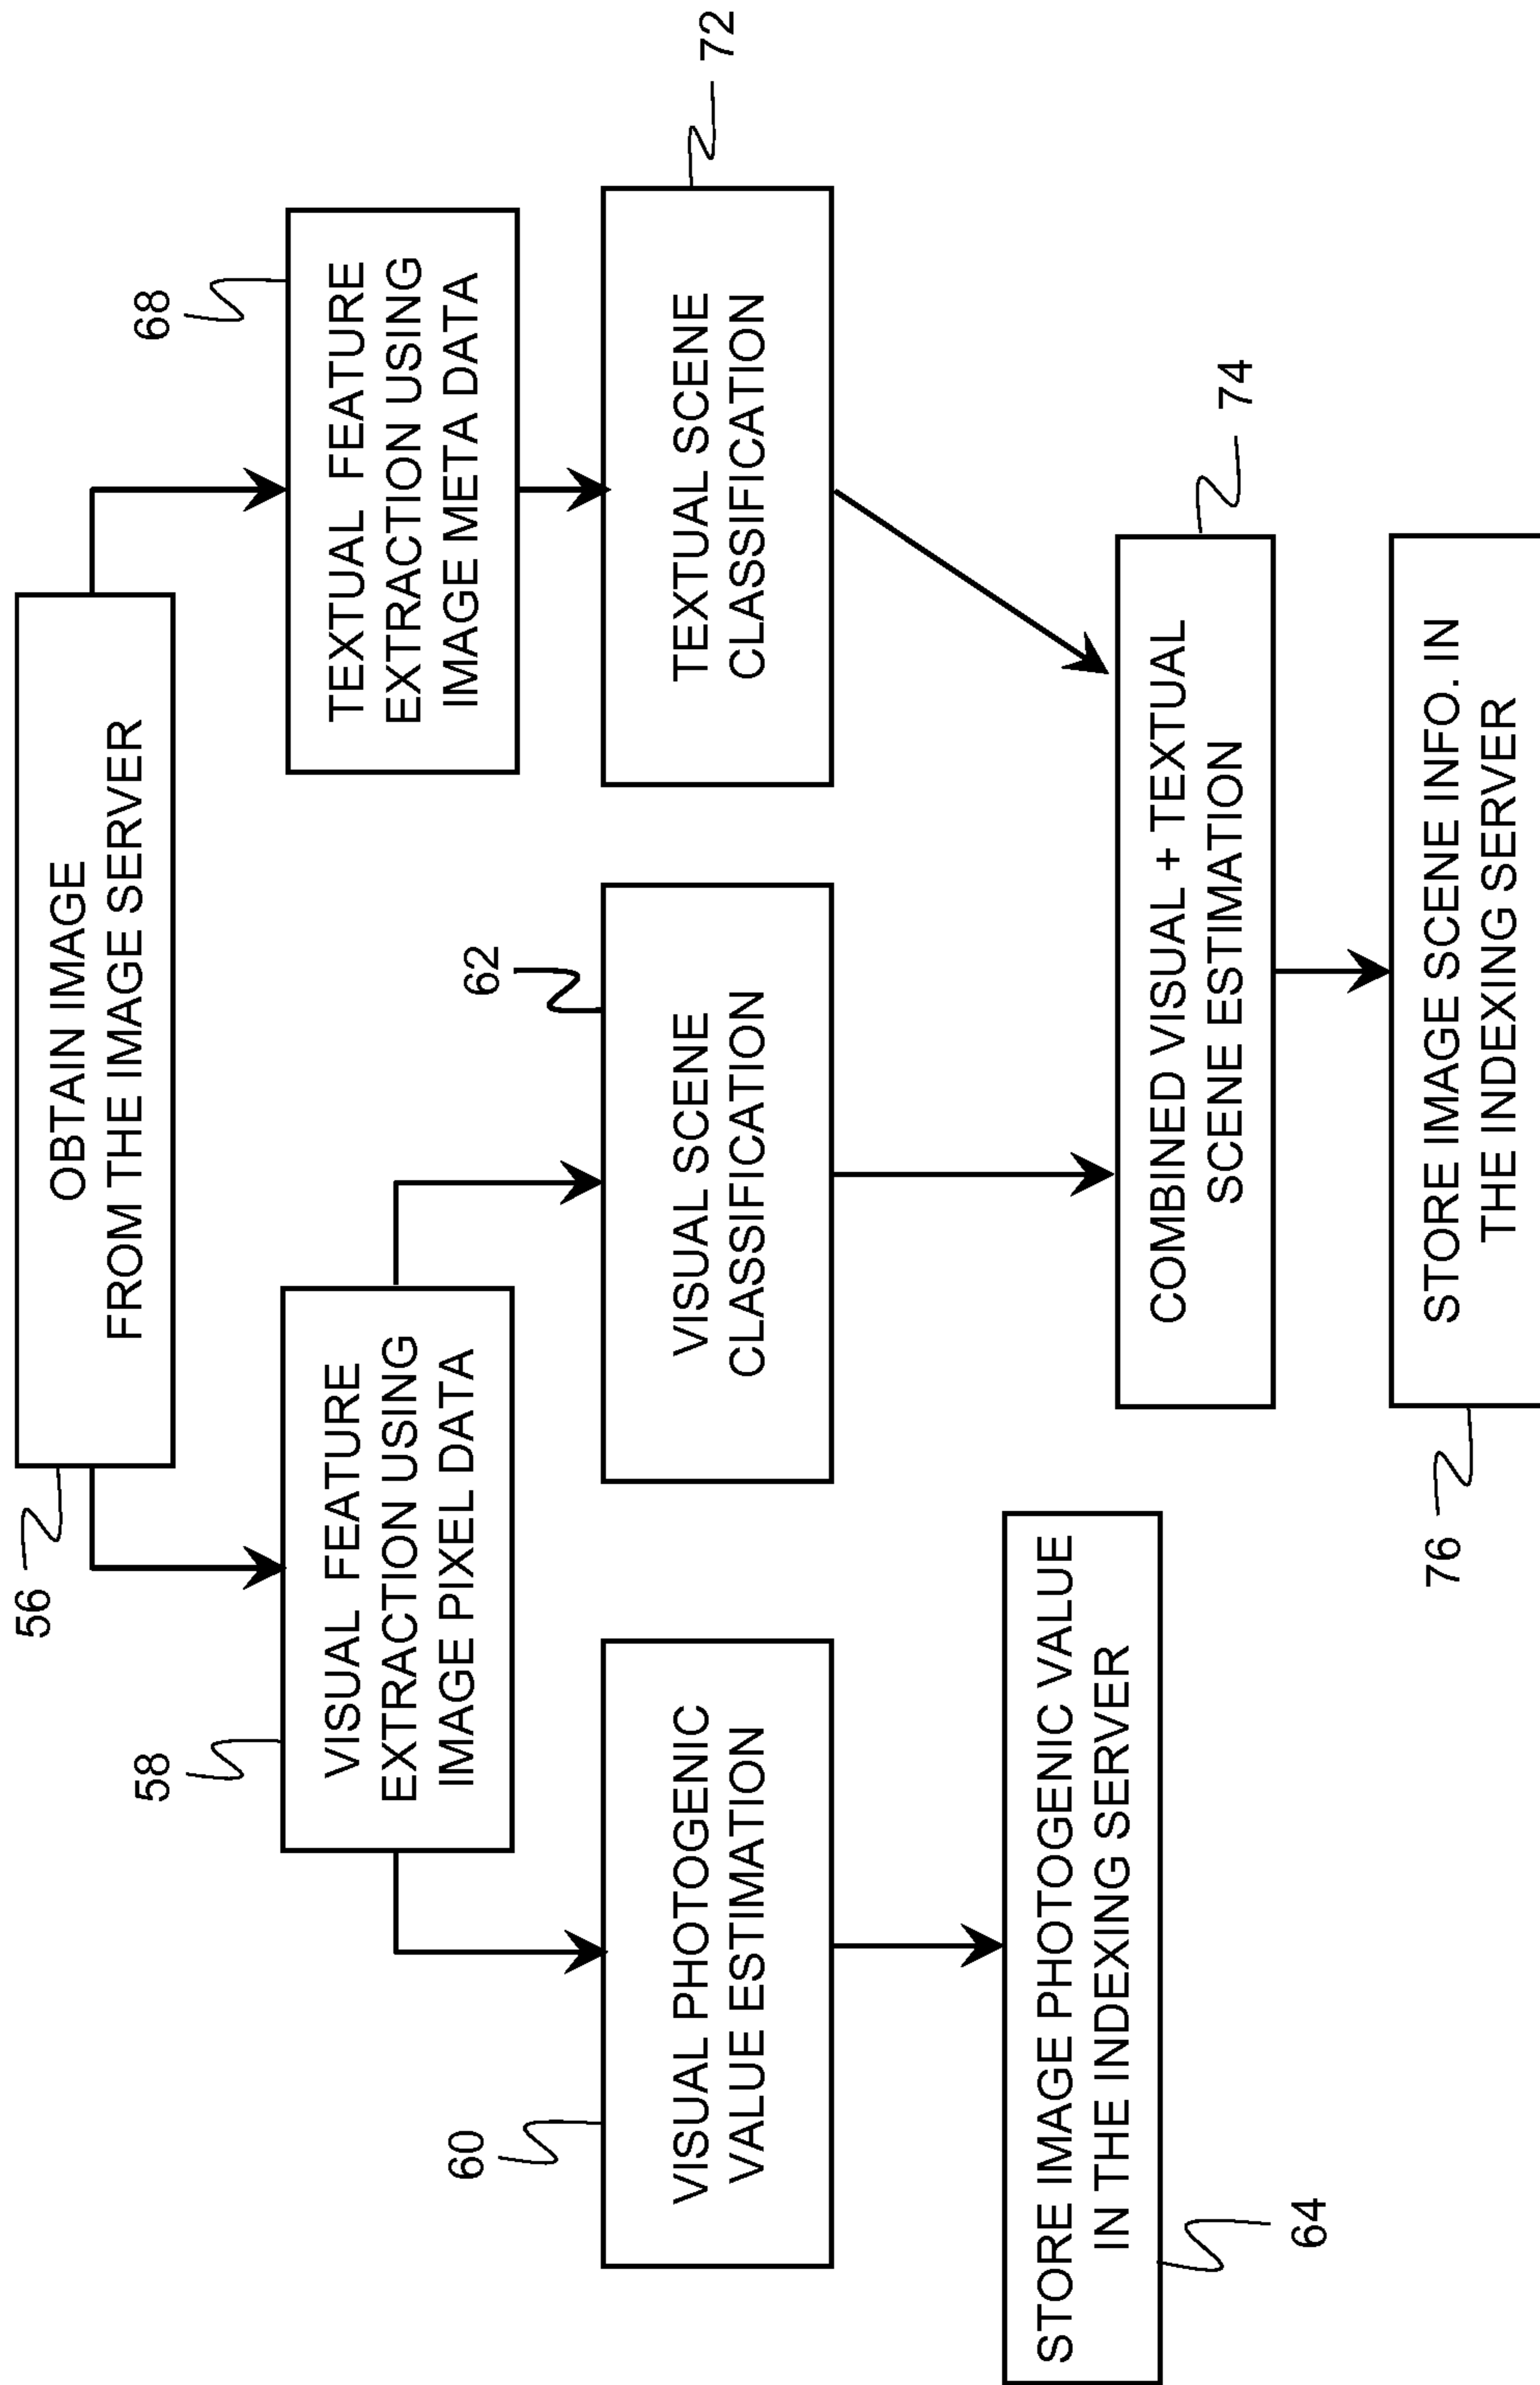 56
OBTAIN IMAGE
FROM THE IMAGE SERVER
58
VISUAL FEATURE
EXTRACTION USING
IMAGE PIXEL DATA
68
TEXTUAL FEATURE
EXTRACTION USING
IMAGE META DATA
60
VISUAL PHOTOGENIC
VALUE ESTIMATION
62
VISUAL SCENE
CLASSIFICATION
TEXTUAL SCENE
CLASSIFICATION
72
STORE IMAGE PHOTOGENIC VALUE
IN THE INDEXING SERVER
64
COMBINED VISUAL + TEXTUAL
SCENE ESTIMATION
74
76
STORE IMAGE SCENE INFO. IN
THE INDEXING SERVER